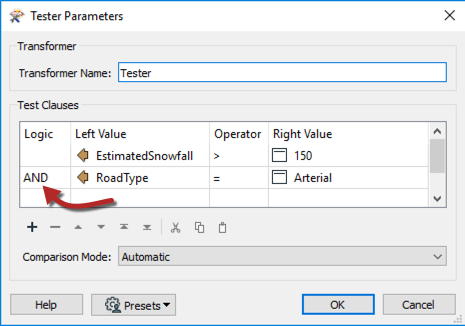 Tester Parameters
Transformer
Transformer Name: Tester
Test Clauses
Logic Left Value Operator Right Value
EstimatedSnowfall > 150
AND RoadType = Arterial
Comparison Mode: Automatic
Help Presets OK Cancel